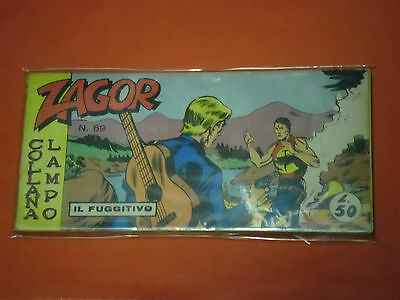 ZAGOR
N. 69
COLLANA
LAMPO
IL FUGGITIVO
L. 50